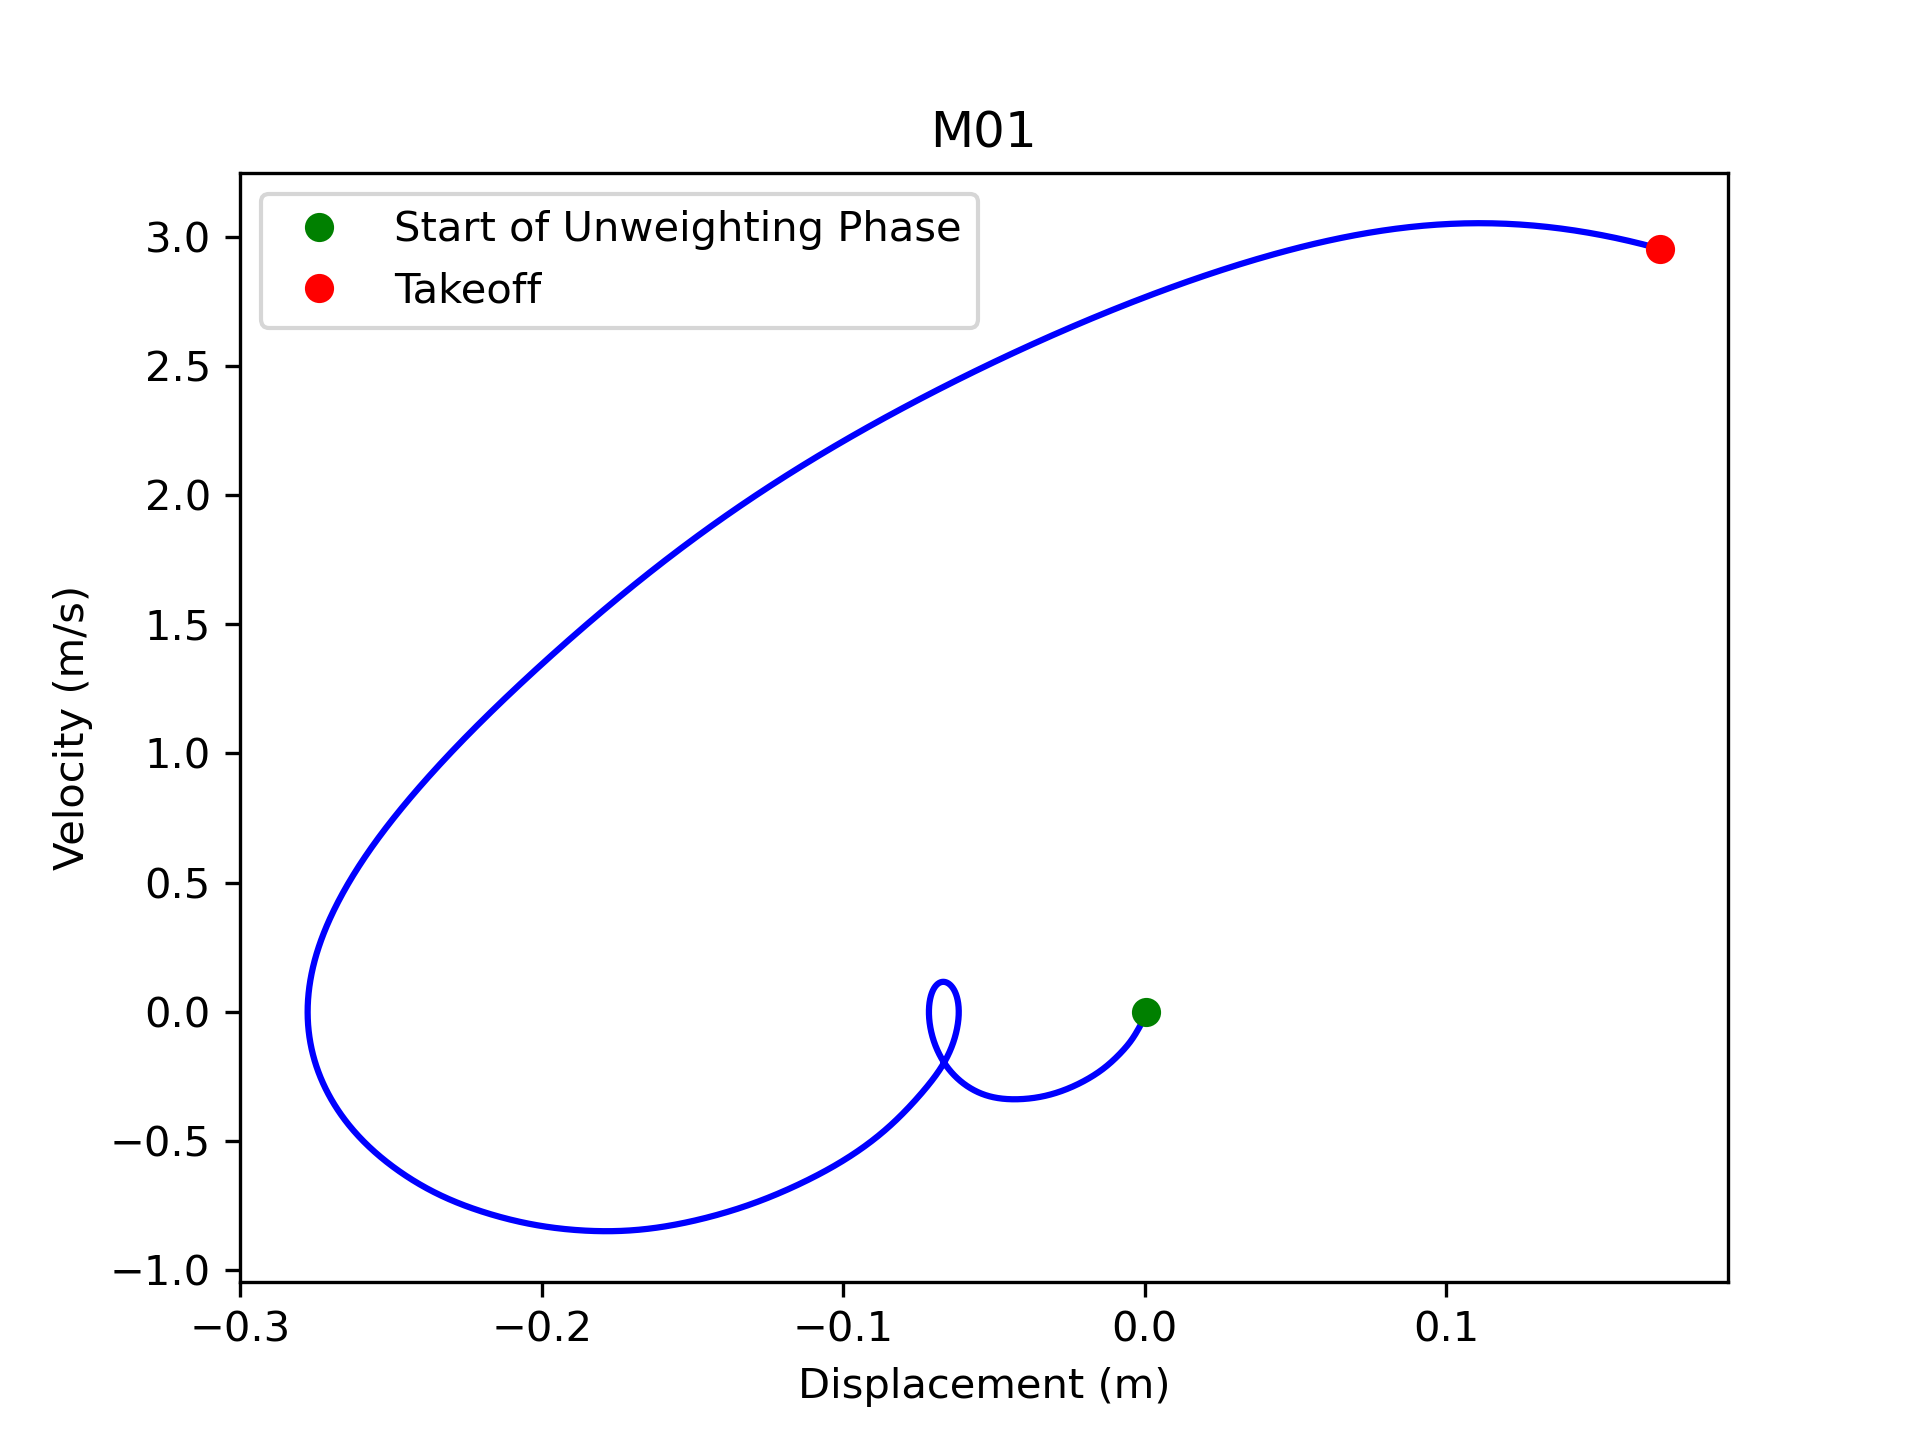 M01
Start of Unweighting Phase
Takeoff
3.0
2.5
2.0
1.5
1.0
0.5
0.0
−0.5
−1.0
Velocity (m/s)
−0.3 −0.2 −0.1 0.0 0.1
Displacement (m)